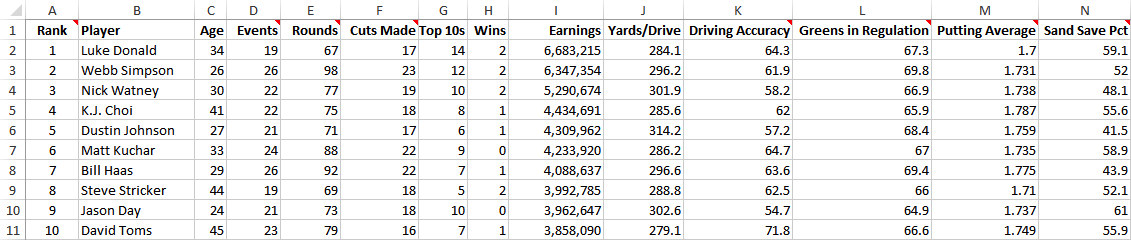 A B C D E F G H I J K L M N
1 Rank Player Age Events Rounds Cuts Made Top 10s Wins Earnings Yards/Drive Driving Accuracy Greens in Regulation Putting Average Sand Save Pct
2 1 Luke Donald 34 19 67 17 14 2 6,683,215 284.1 64.3 67.3 1.7 59.1
3 2 Webb Simpson 26 26 98 23 12 2 6,347,354 296.2 61.9 69.8 1.731 52
4 3 Nick Watney 30 22 77 19 10 2 5,290,674 301.9 58.2 66.9 1.738 48.1
5 4 K.J. Choi 41 22 75 18 8 1 4,434,691 285.6 62 65.9 1.787 55.6
6 5 Dustin Johnson 27 21 71 17 6 1 4,309,962 314.2 57.2 68.4 1.759 41.5
7 6 Matt Kuchar 33 24 88 22 9 0 4,233,920 286.2 64.7 67 1.735 58.9
8 7 Bill Haas 29 26 92 22 7 1 4,088,637 296.6 63.6 69.4 1.775 43.9
9 8 Steve Stricker 44 19 69 18 5 2 3,992,785 288.8 62.5 66 1.71 52.1
10 9 Jason Day 24 21 73 18 10 0 3,962,647 302.6 54.7 64.9 1.737 61
11 10 David Toms 45 23 79 16 7 1 3,858,090 279.1 71.8 66.6 1.749 55.9